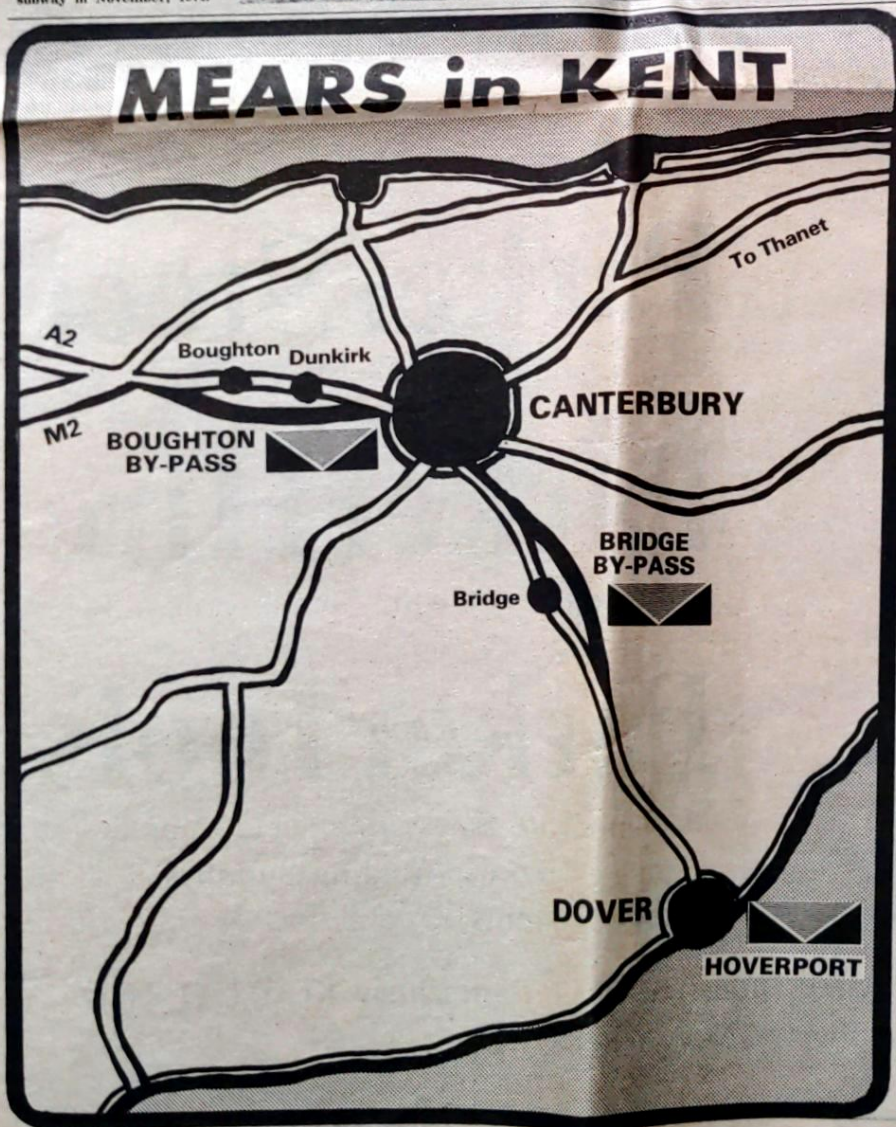 MEARS in KENT
To Thanet
A2
Boughton
Dunkirk
CANTERBURY
M2
BOUGHTON
BY-PASS
BRIDGE
BY-PASS
Bridge
DOVER
HOVERPORT